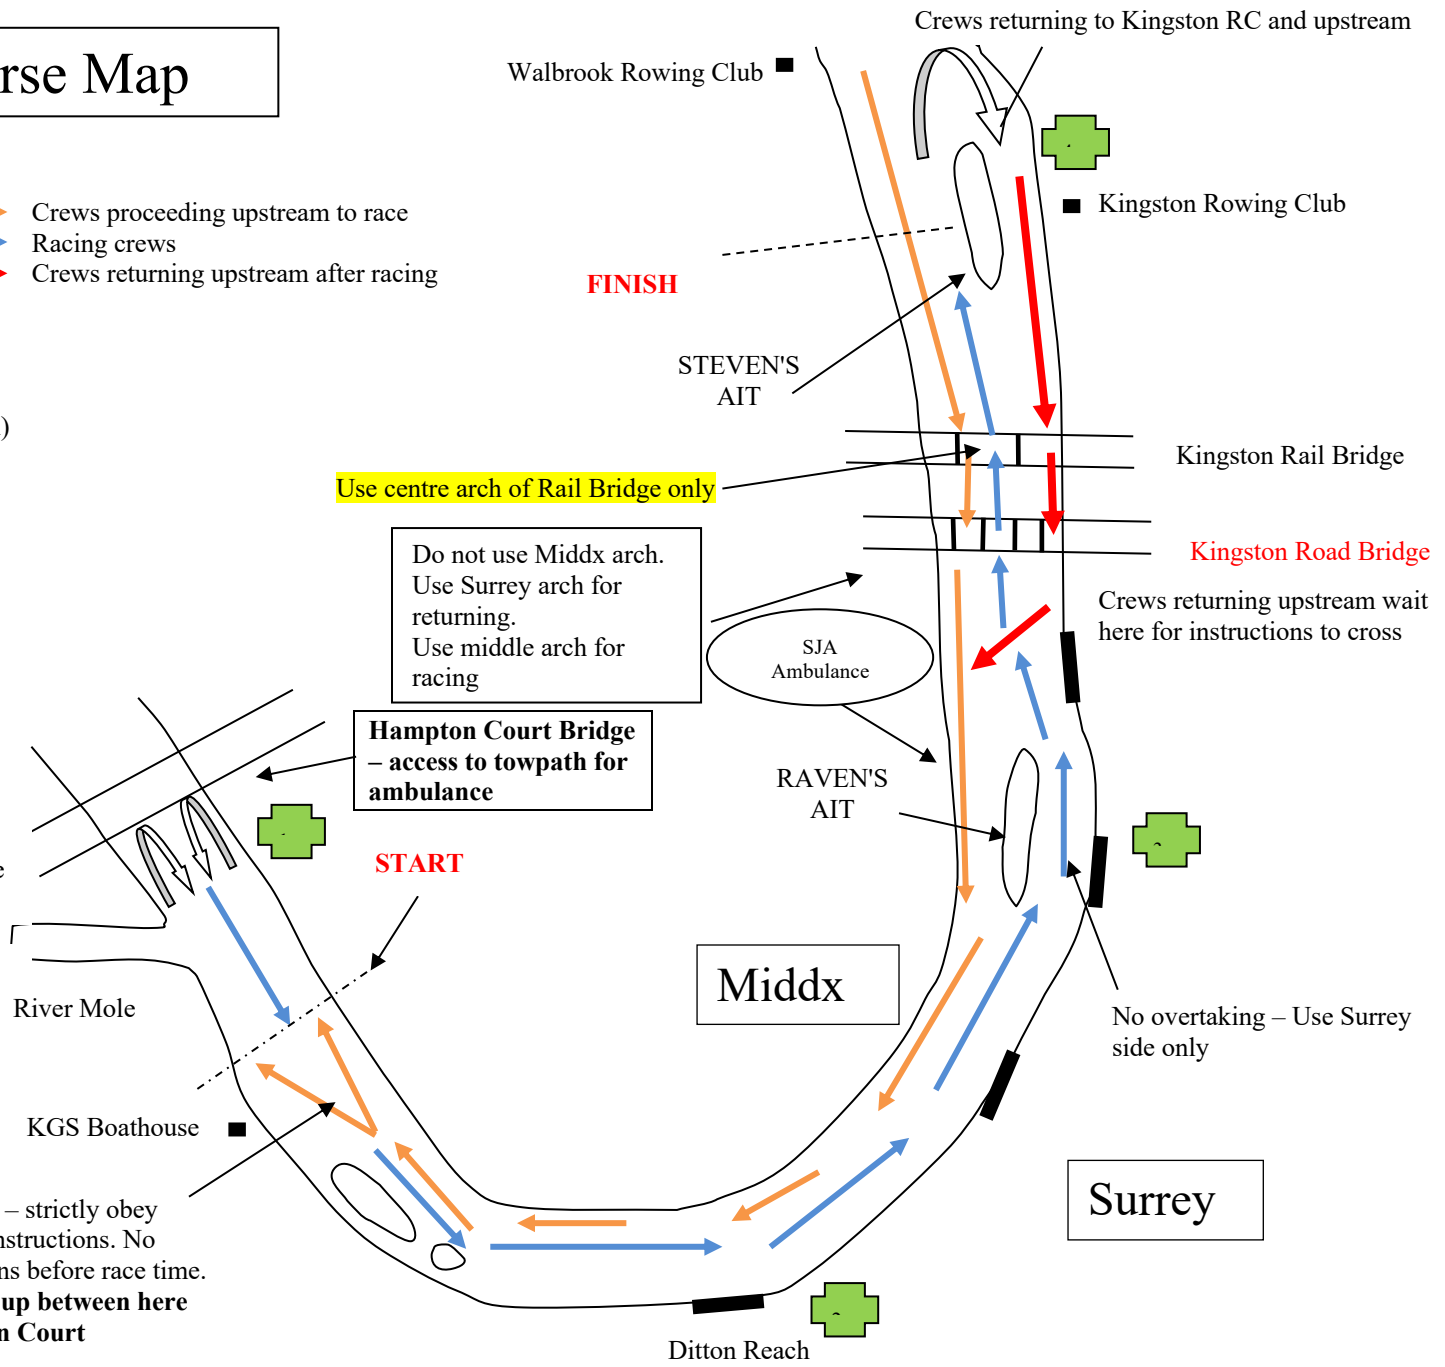 Crews returning to Kingston RC and upstream
rse Map
Walbrook Rowing Club
Kingston Rowing Club
Crews proceeding upstream to race
Racing crews
Crews returning upstream after racing
FINISH
STEVEN'S
AIT
)
Kingston Rail Bridge
Use centre arch of Rail Bridge only
Do not use Middx arch.
Use Surrey arch for
returning.
Use middle arch for
racing
Kingston Road Bridge
Crews returning upstream wait
here for instructions to cross
SJA
Ambulance
Hampton Court Bridge
– access to towpath for
ambulance
RAVEN'S
AIT
START
e
Middx
River Mole
No overtaking – Use Surrey
side only
KGS Boathouse
Surrey
– strictly obey
nstructions. No
ns before race time.
up between here
n Court
Ditton Reach